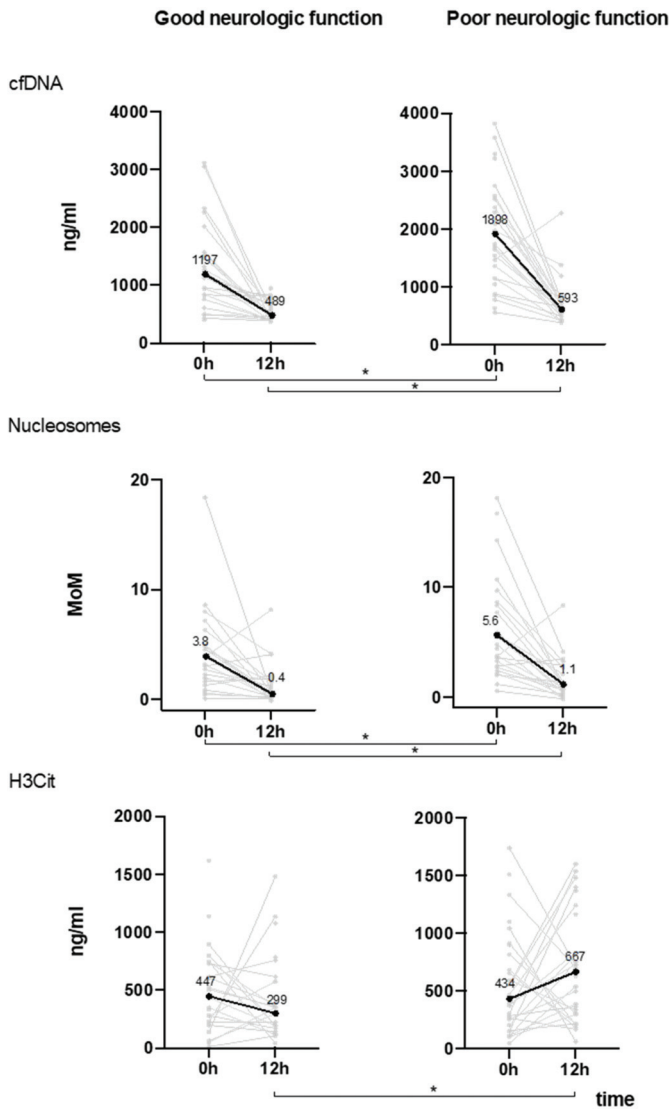 Good neurologic function Poor neurologic function
cfDNA
4000 4000
3000 3000
ng/ml
2000 2000
1898
1197
1000 1000
489 593
0 0
0h 12h 0h 12h
*
*
Nucleosomes
20 20
MoM
10 10
3.8 5.6
0.4 1.1
0 0
0h 12h 0h 12h
*
*
H3Cit
2000 2000
1500 1500
ng/ml
1000 1000
667
500 447 299 500 434
0 0
0h 12h 0h 12h
*
time